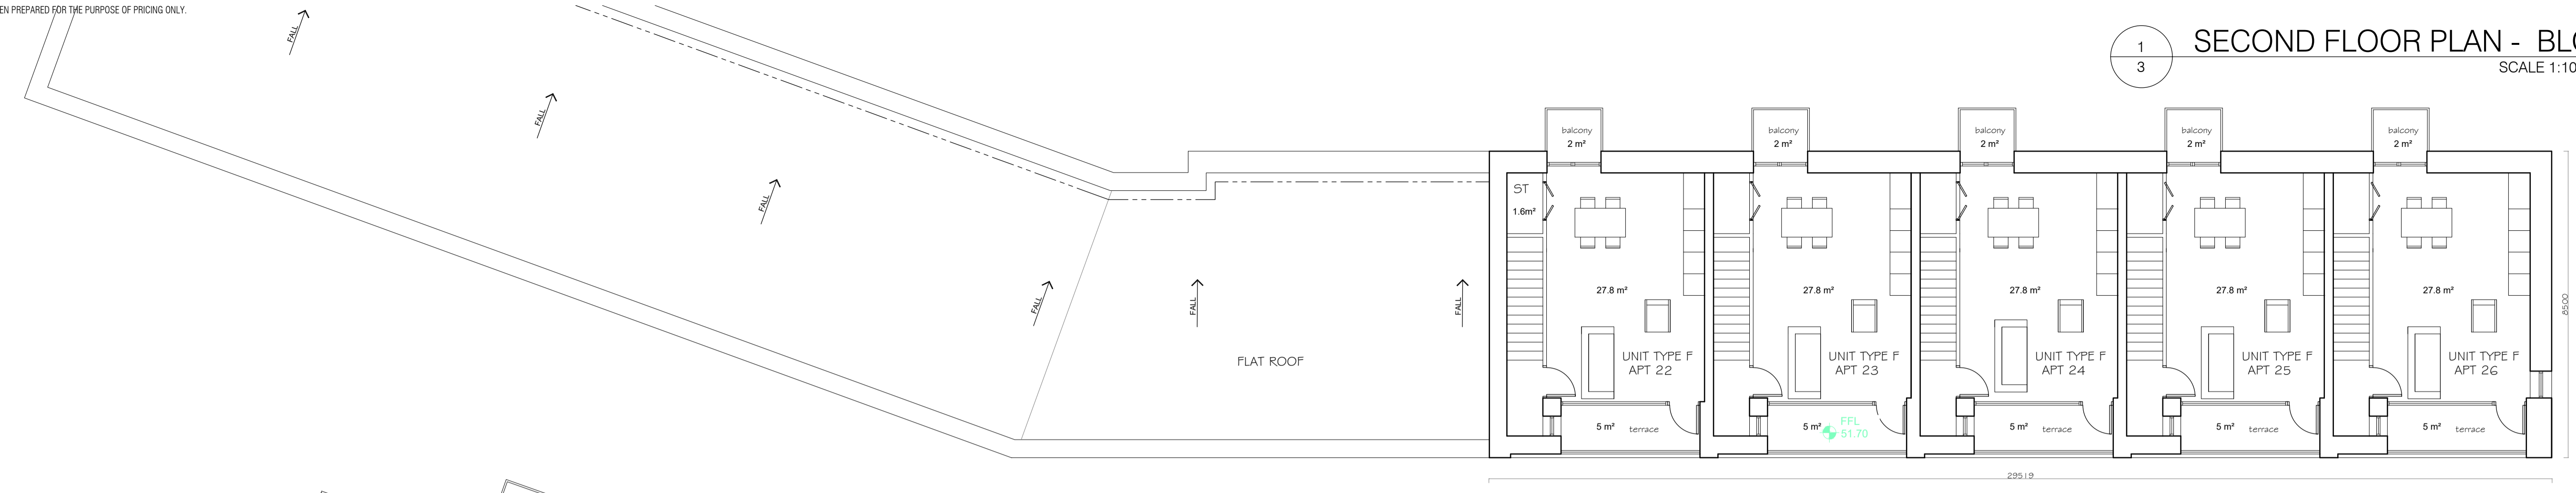 EN PREPARED FOR THE PURPOSE OF PRICING ONLY.
1
3
SECOND FLOOR PLAN - BLO
SCALE 1:10
FALL
FALL
FALL
FALL
FALL
FALL
FLAT ROOF
balcony
2 m²
balcony
2 m²
balcony
2 m²
balcony
2 m²
balcony
2 m²
ST
1.6m²
27.8 m²
27.8 m²
27.8 m²
27.8 m²
27.8 m²
8500
UNIT TYPE F
APT 22
UNIT TYPE F
APT 23
UNIT TYPE F
APT 24
UNIT TYPE F
APT 25
UNIT TYPE F
APT 26
5 m² terrace
5 m²
FFL
51.70
5 m² terrace
5 m² terrace
5 m² terrace
29519